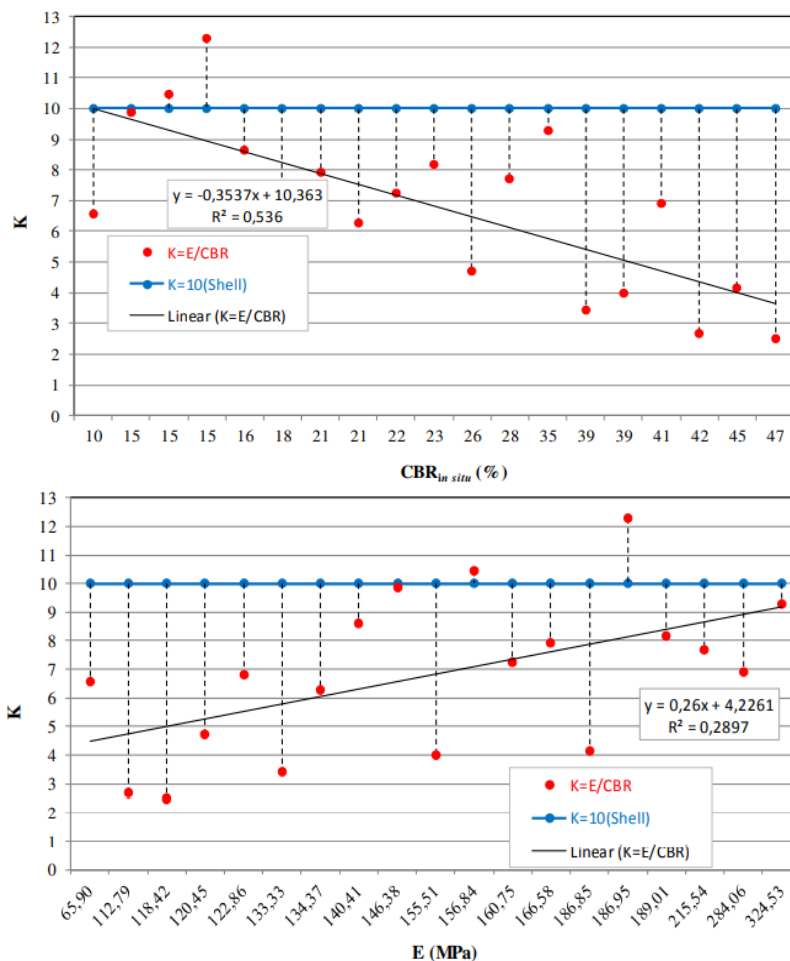 13
12
11
10
9
8
7
6
5
4
3
2
1
0
K
y = -0,3537x + 10,363
R² = 0,536
K=E/CBR
K=10(Shell)
Linear (K=E/CBR)
10 15 15 15 16 18 21 21 22 23 26 28 35 39 39 41 42 45 47
CBRin situ (%)
13
12
11
10
9
8
7
6
5
4
3
2
1
0
K
y = 0,26x + 4,2261
R² = 0,2897
K=E/CBR
K=10(Shell)
Linear (K=E/CBR)
65,90 112,79 118,42 120,45 122,86 133,33 134,37 140,41 146,38 155,51 156,84 160,75 166,58 186,85 186,95 189,01 215,54 284,06 324,53
E (MPa)